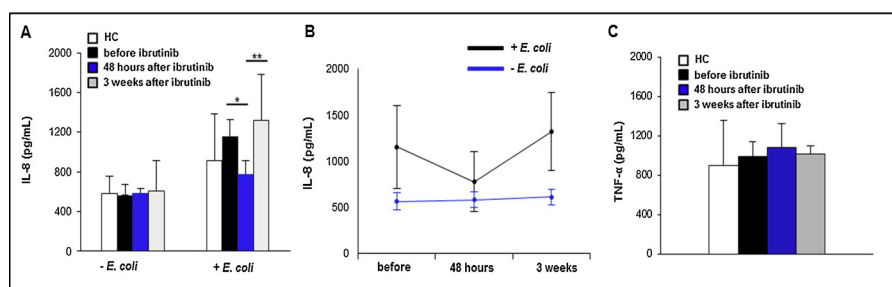 A
HC
before ibrutinib
48 hours after ibrutinib
3 weeks after ibrutinib
IL-8 (pg/mL)
2000
1600
1200
800
400
0
*
**
- E. coli
+ E. coli
B
+ E. coli
- E. coli
IL-8 (pg/mL)
2000
1500
1000
500
0
before
48 hours
3 weeks
C
HC
before ibrutinib
48 hours after ibrutinib
3 weeks after ibrutinib
TNF-α (pg/mL)
2000
1600
1200
800
400
0